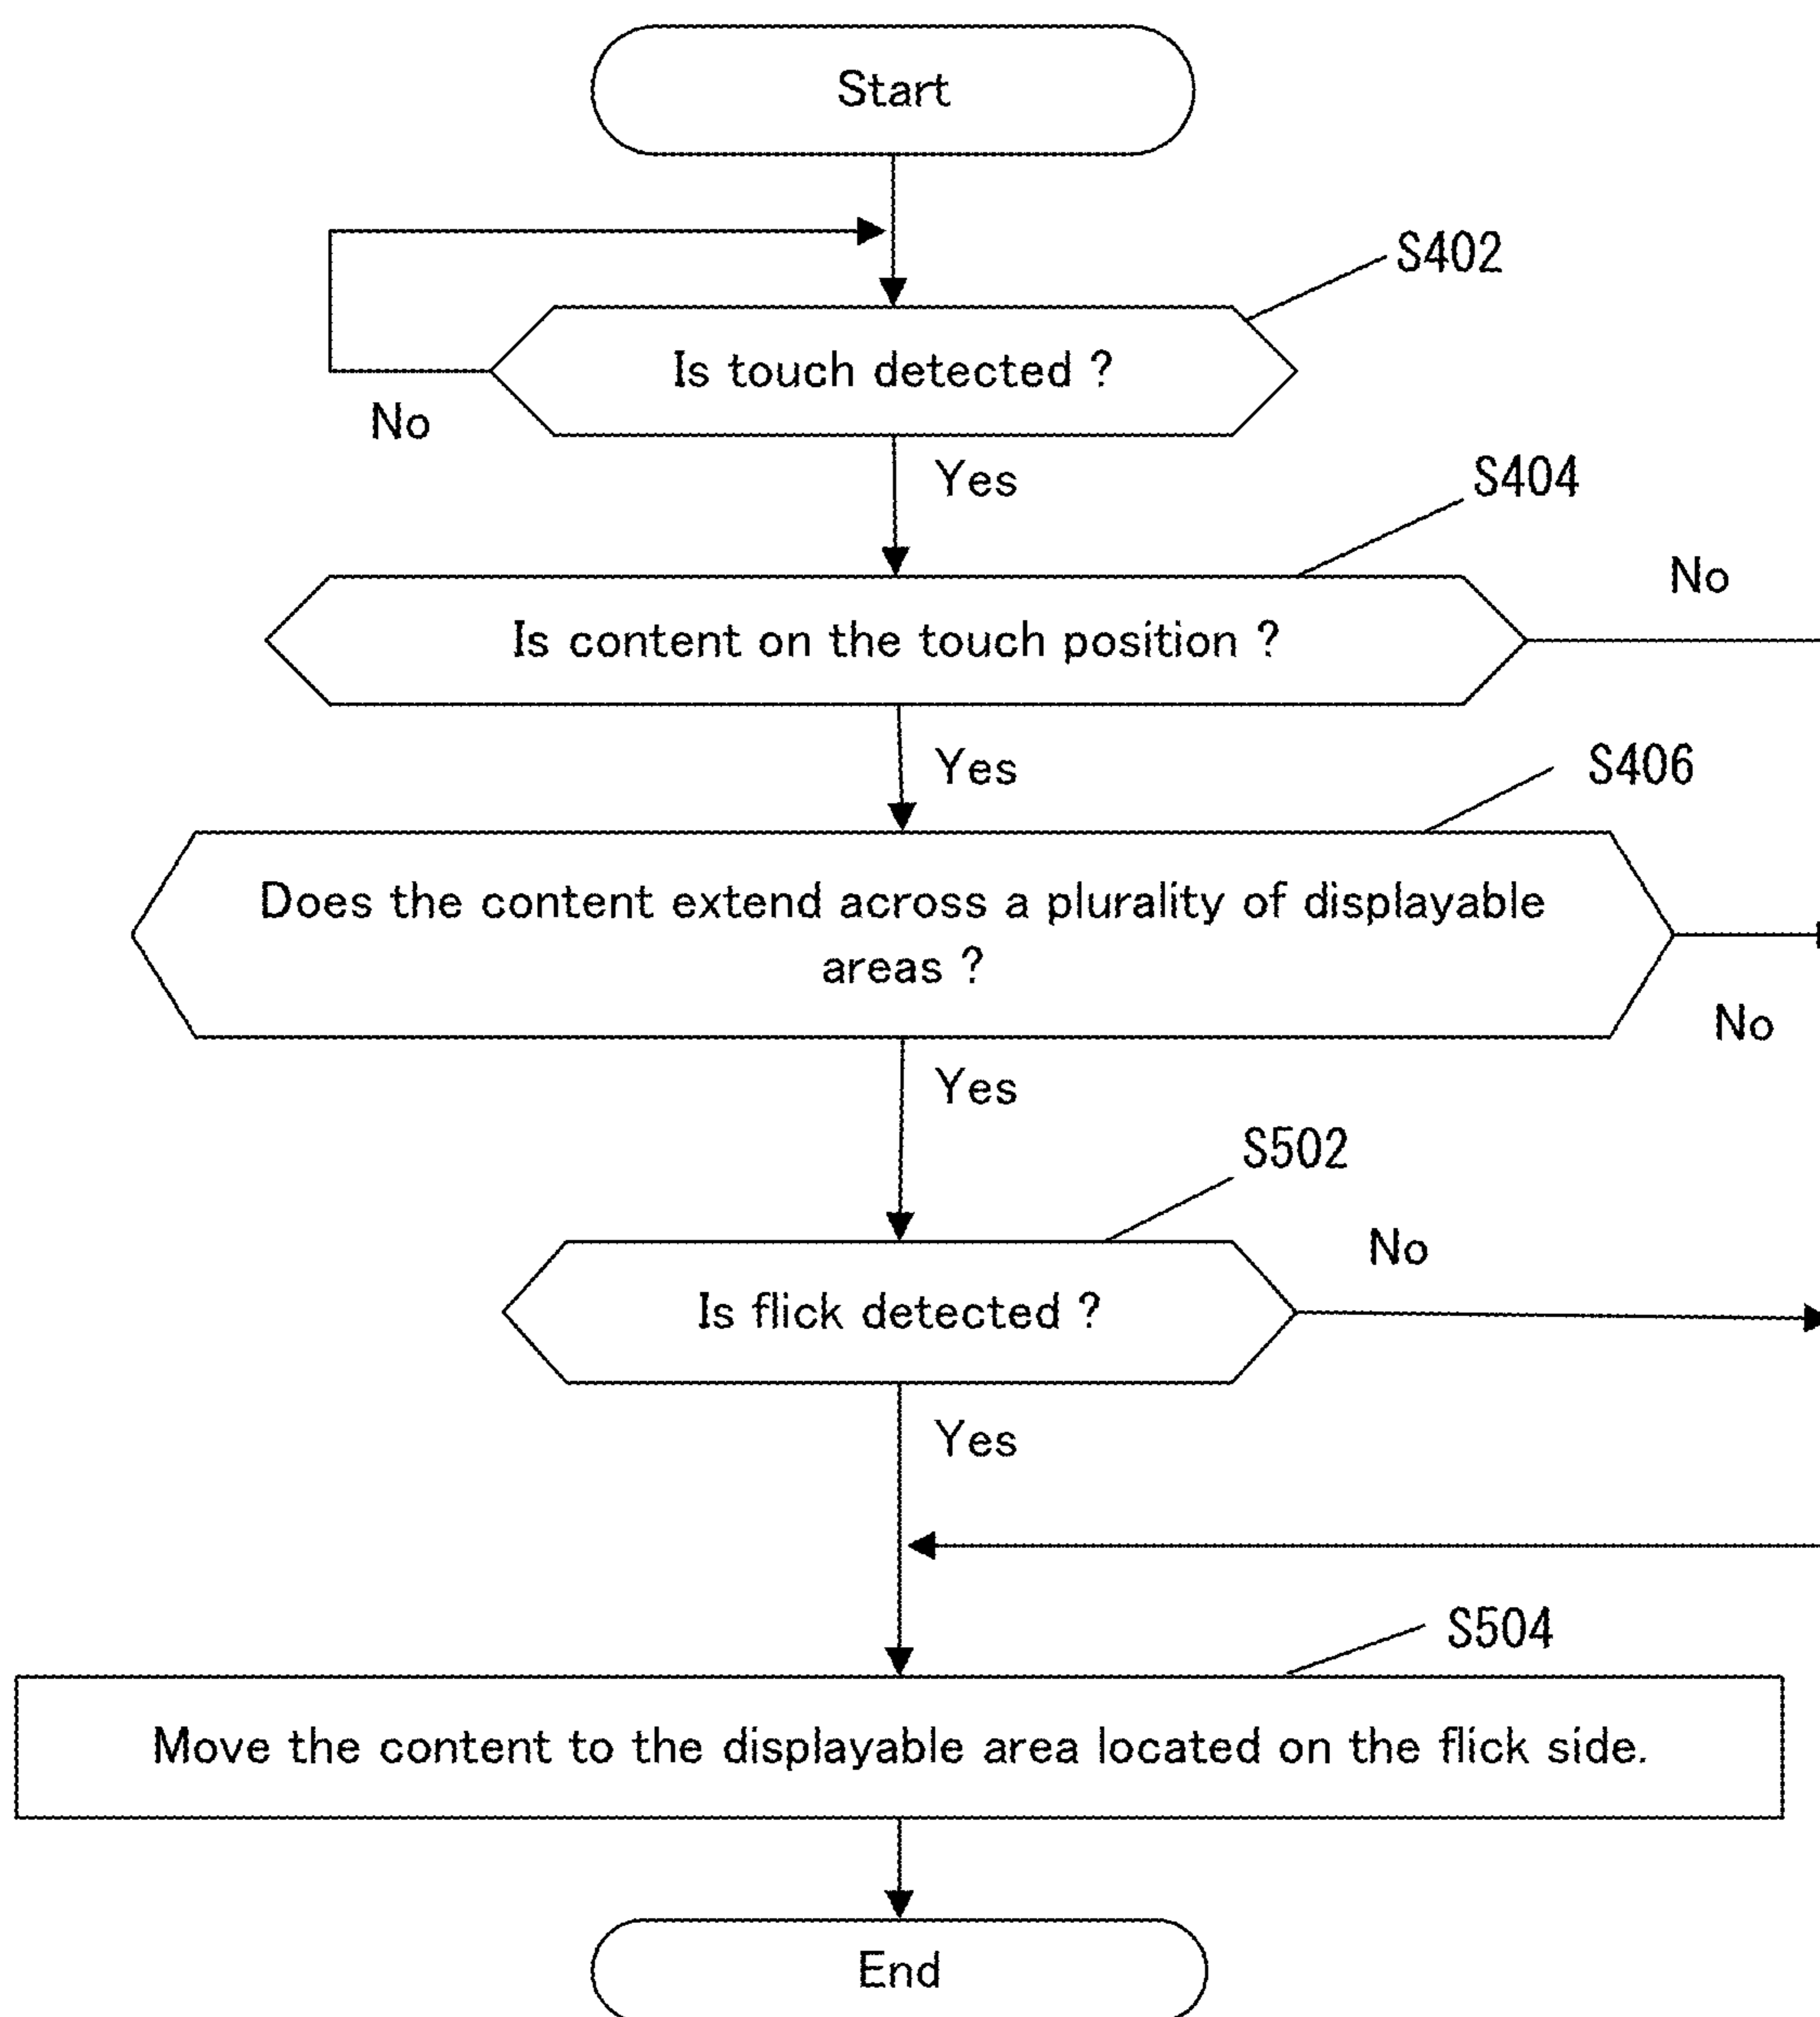 Start
S402
Is touch detected ?
No
Yes
S404
No
Is content on the touch position ?
Yes
S406
Does the content extend across a plurality of displayable
areas ?
No
Yes
S502
No
Is flick detected ?
Yes
S504
Move the content to the displayable area located on the flick side.
End